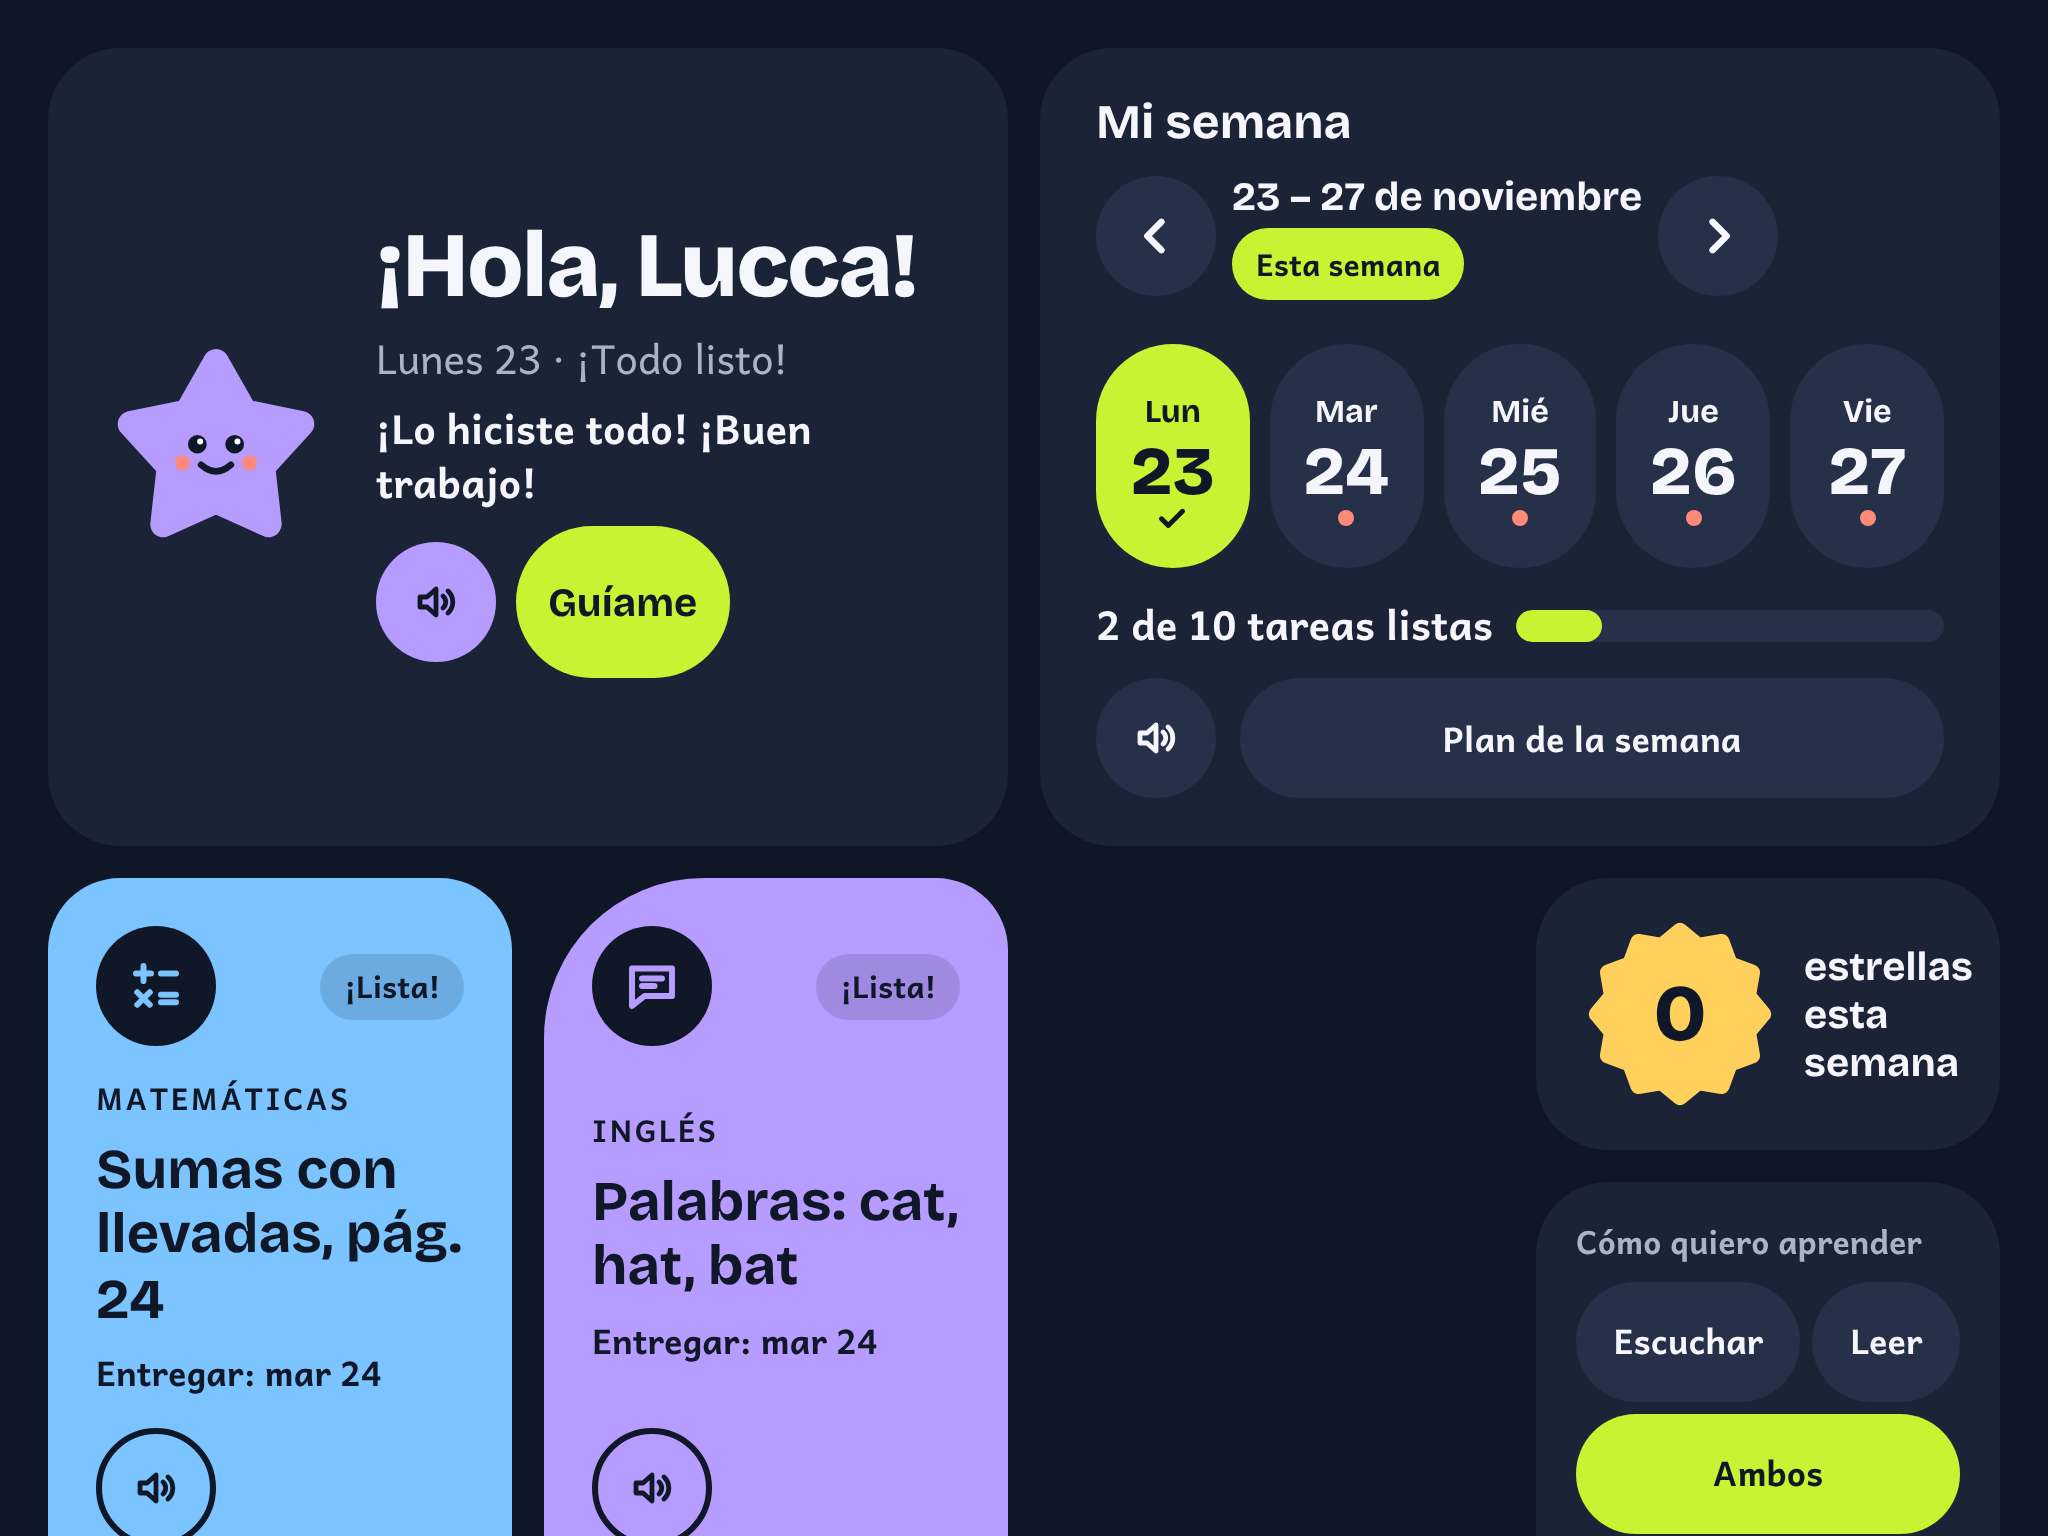 ¡Hola, Lucca!
Lunes 23 · ¡Todo listo!
¡Lo hiciste todo! ¡Buen
trabajo!
Guíame
Mi semana
23 – 27 de noviembre
Esta semana
Lun
23
Mar
24
Mié
25
Jue
26
Vie
27
2 de 10 tareas listas
Plan de la semana
¡Lista!
MATEMÁTICAS
Sumas con
llevadas, pág.
24
Entregar: mar 24
¡Lista!
INGLÉS
Palabras: cat,
hat, bat
Entregar: mar 24
0
estrellas
esta
semana
Cómo quiero aprender
Escuchar
Leer
Ambos